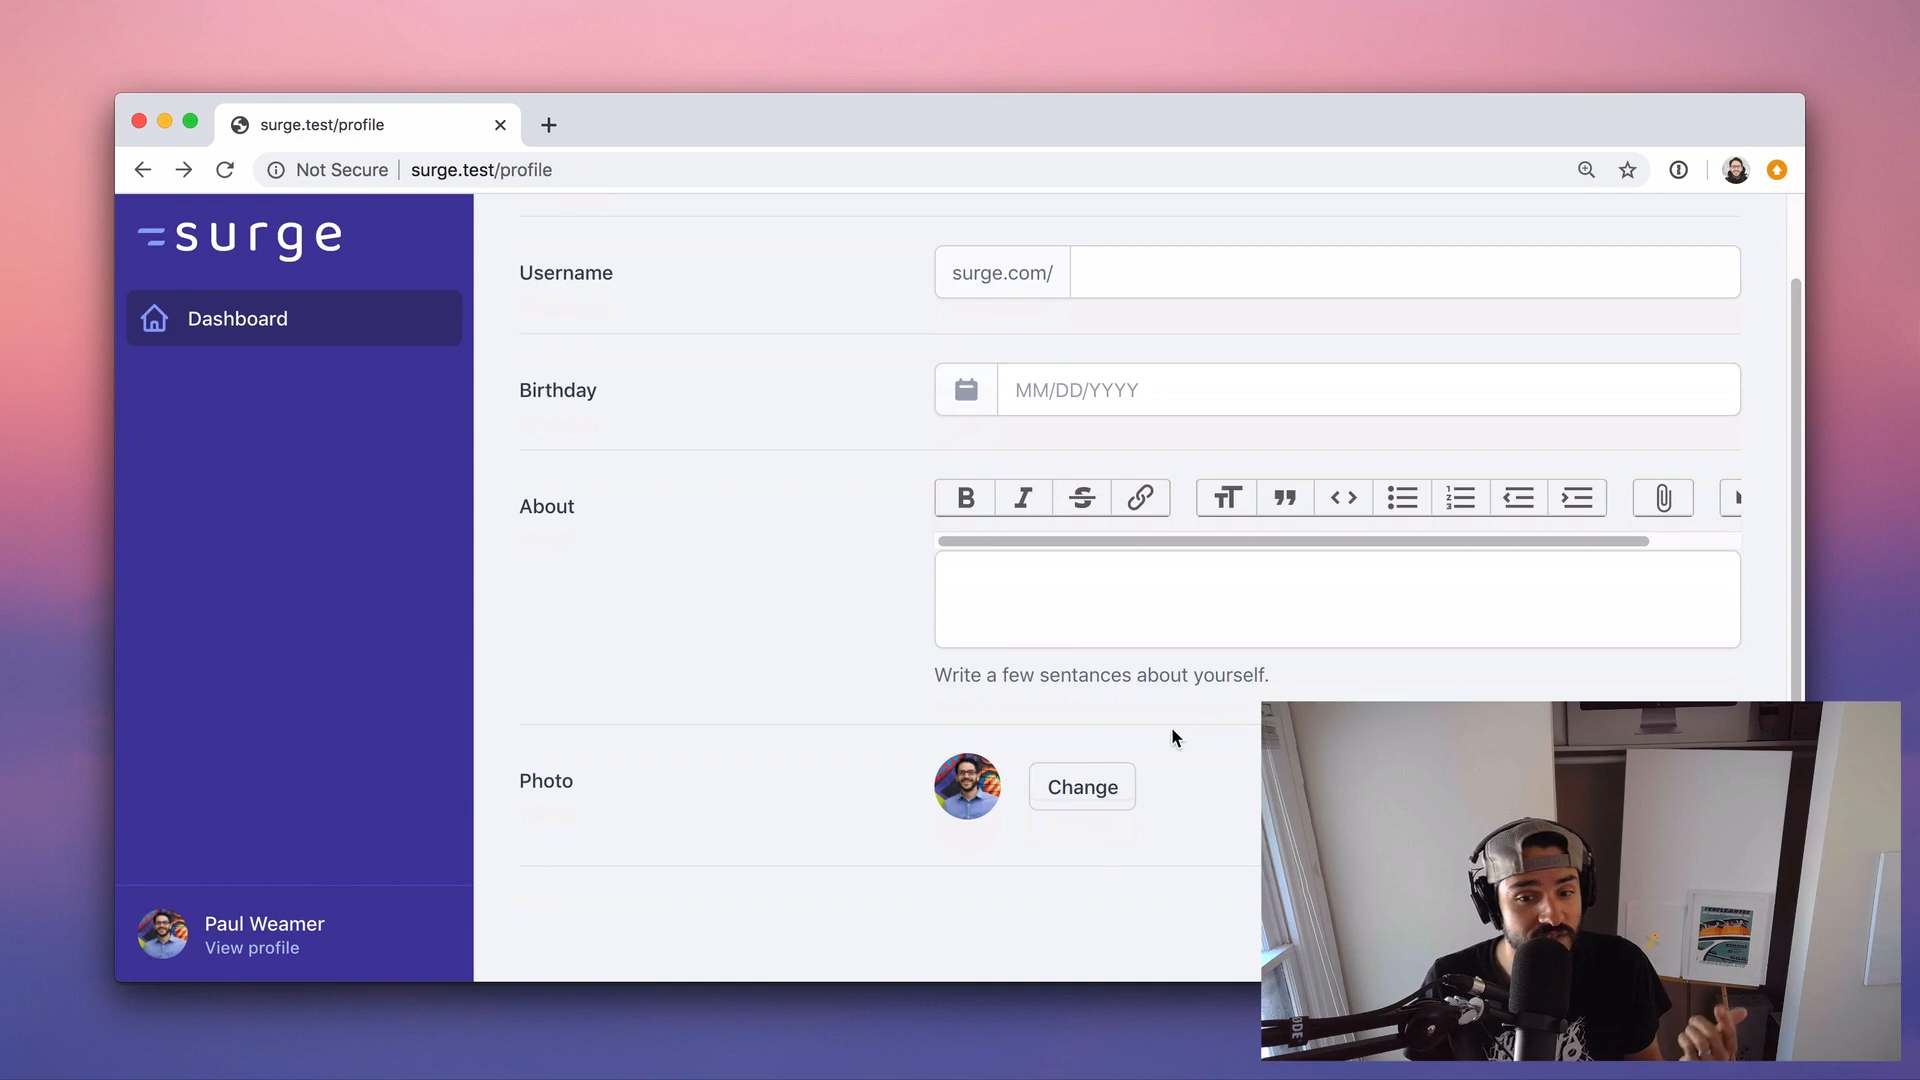 surge.test/profile
Not Secure surge.test/profile
surge
Dashboard
Username
surge.com/
Birthday
MM/DD/YYYY
About
Write a few sentances about yourself.
Photo
Change
Paul Weamer
View profile